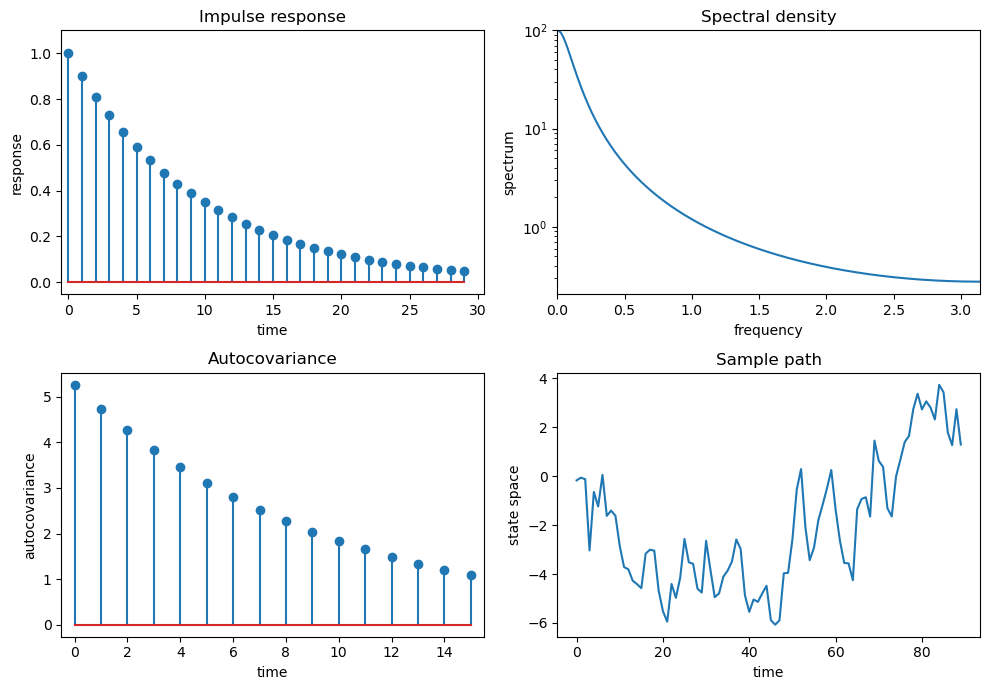 Impulse response
response
1.0
0.8
0.6
0.4
0.2
0.0
0 5 10 15 20 25 30
time
Spectral density
spectrum
10²
10¹
10⁰
0.0 0.5 1.0 1.5 2.0 2.5 3.0
frequency
Autocovariance
autocovariance
5
4
3
2
1
0
0 2 4 6 8 10 12 14
time
Sample path
state space
4
2
0
−2
−4
−6
0 20 40 60 80
time